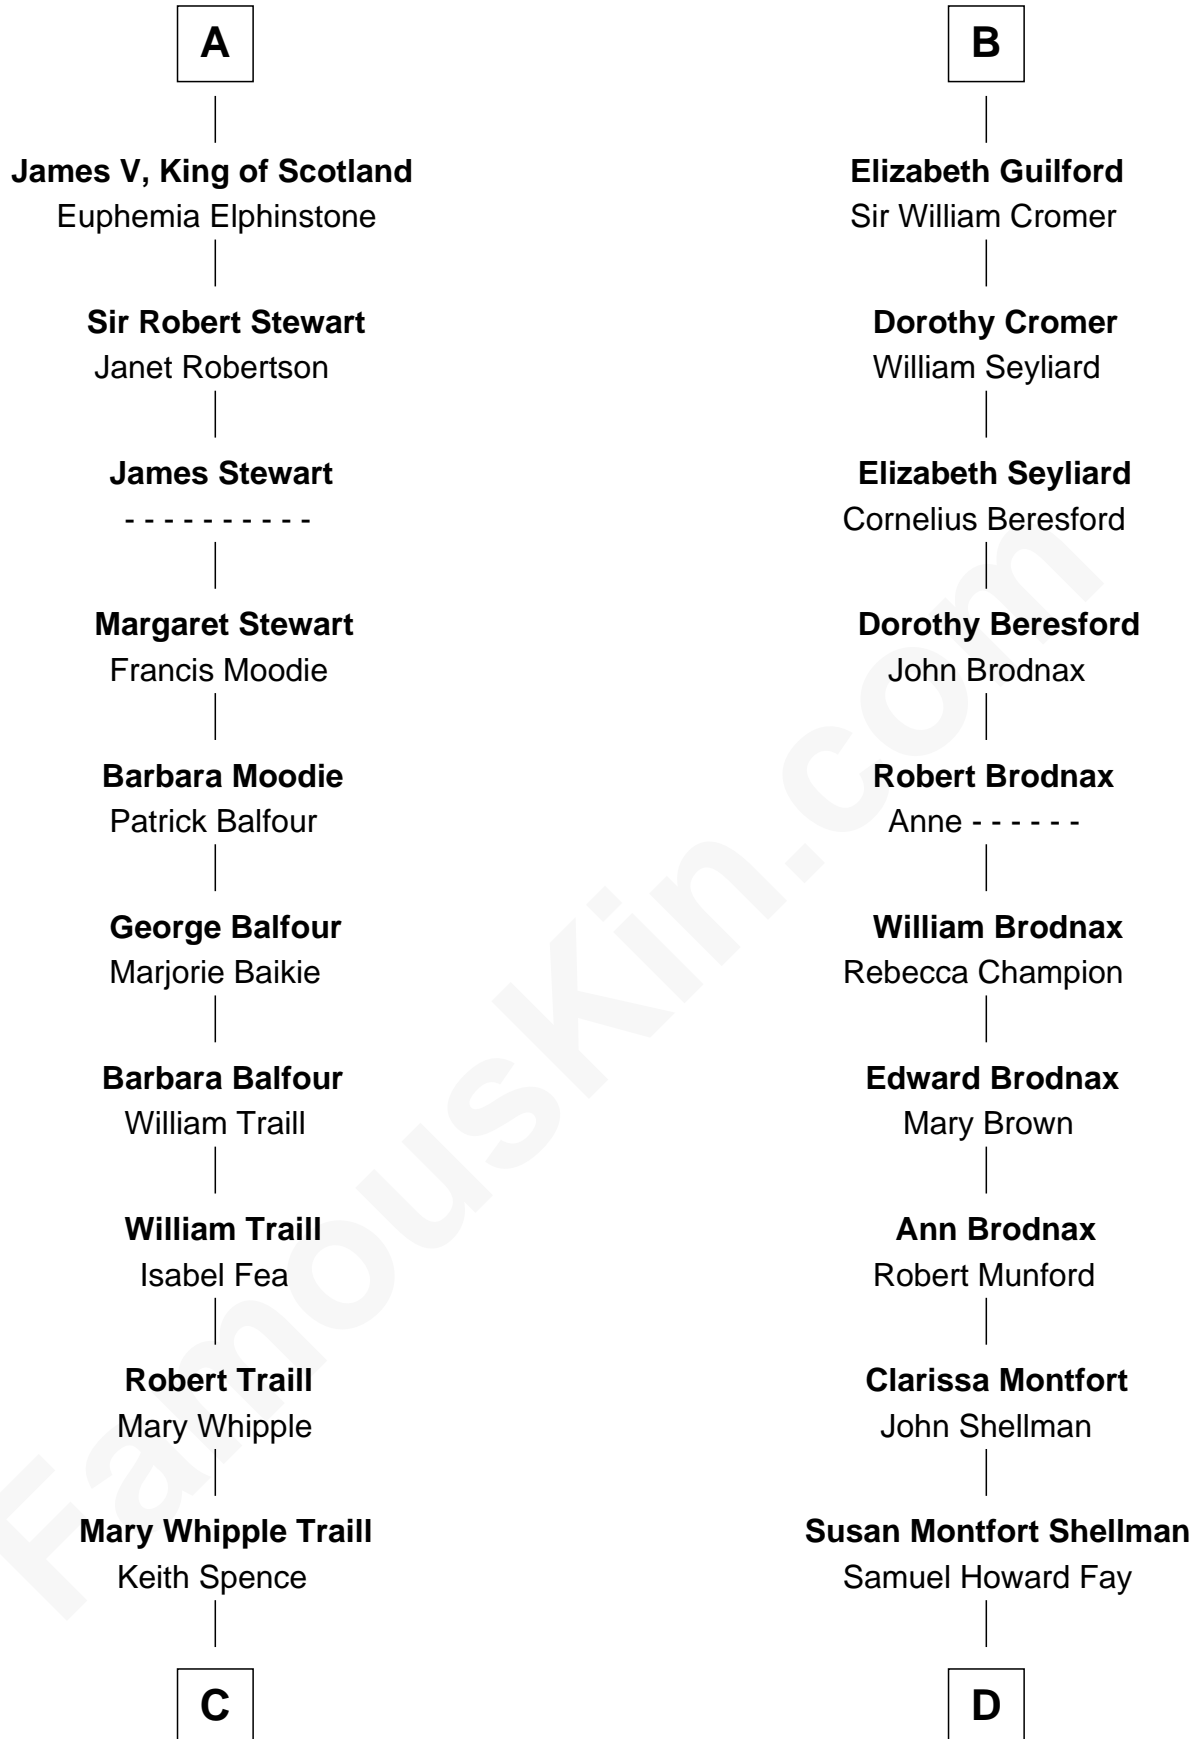 A
James V, King of Scotland
Euphemia Elphinstone
Sir Robert Stewart
Janet Robertson
James Stewart
- - - - - - - - - -
Margaret Stewart
Francis Moodie
Barbara Moodie
Patrick Balfour
George Balfour
Marjorie Baikie
Barbara Balfour
William Traill
William Traill
Isabel Fea
Robert Traill
Mary Whipple
Mary Whipple Traill
Keith Spence
C
B
Elizabeth Guilford
Sir William Cromer
Dorothy Cromer
William Seyliard
Elizabeth Seyliard
Cornelius Beresford
Dorothy Beresford
John Brodnax
Robert Brodnax
Anne - - - - - -
William Brodnax
Rebecca Champion
Edward Brodnax
Mary Brown
Ann Brodnax
Robert Munford
Clarissa Montfort
John Shellman
Susan Montfort Shellman
Samuel Howard Fay
D
FamousKin.com